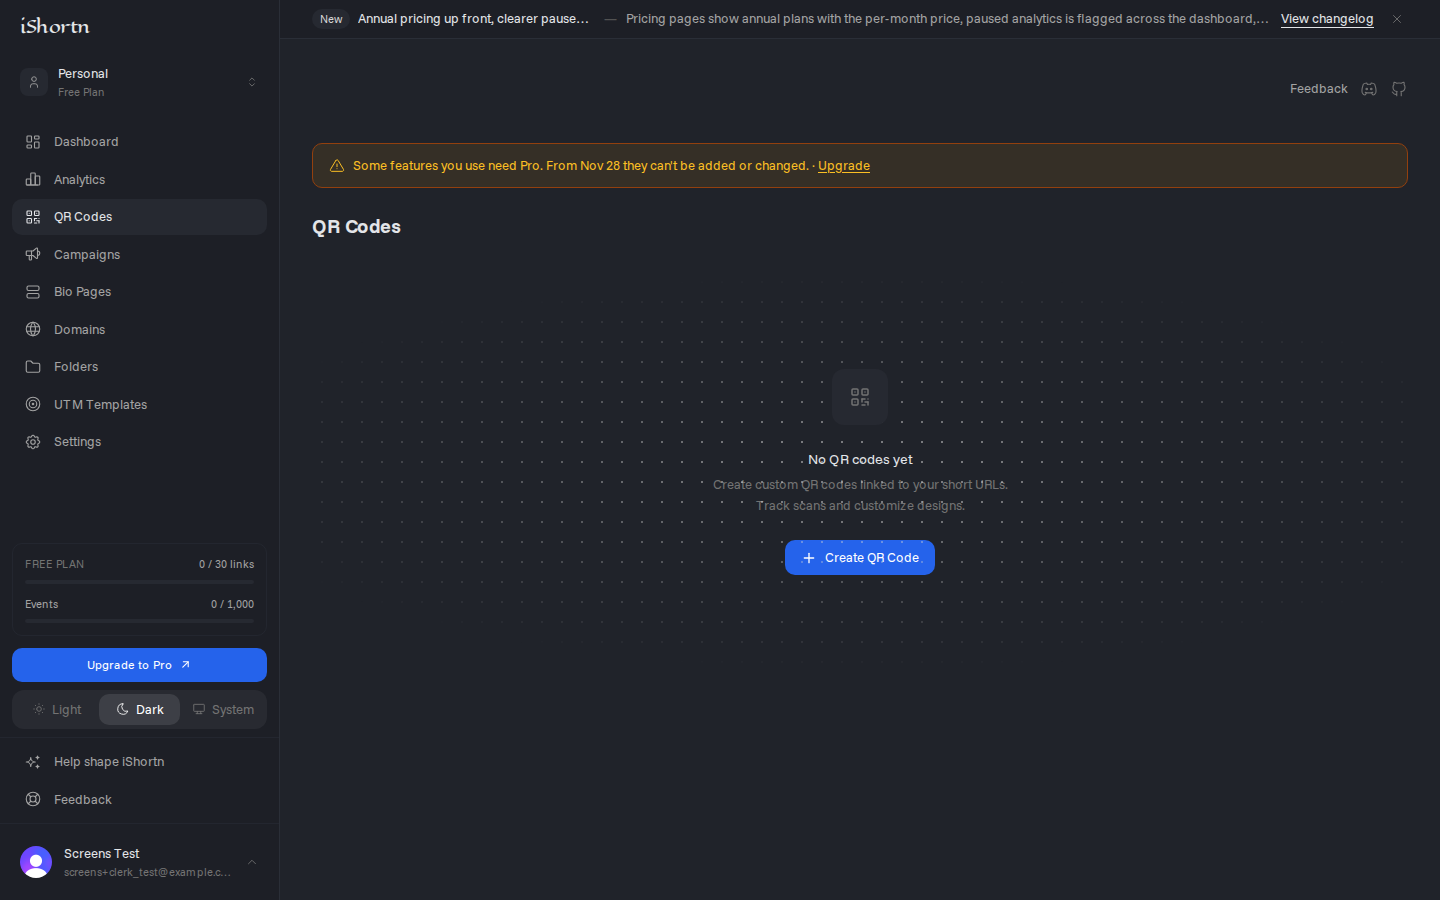 iShortn
Personal
Free Plan
Dashboard
Analytics
QR Codes
Campaigns
Bio Pages
Domains
Folders
UTM Templates
Settings
FREE PLAN 0 / 30 links
Events 0 / 1,000
Upgrade to Pro
Light Dark System
Help shape iShortn
Feedback
Screens Test
screens+clerk_test@example.c...
New Annual pricing up front, clearer pause... — Pricing pages show annual plans with the per-month price, paused analytics is flagged across the dashboard,... View changelog
Feedback
Some features you use need Pro. From Nov 28 they can't be added or changed. · Upgrade
QR Codes
No QR codes yet
Create custom QR codes linked to your short URLs.
Track scans and customize designs.
Create QR Code